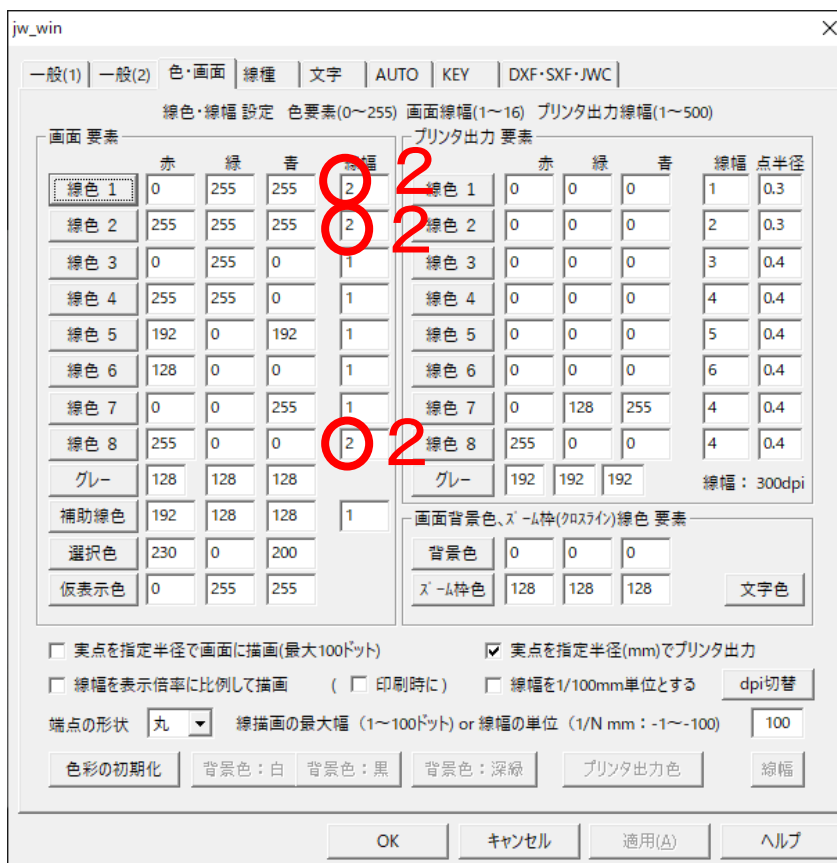 jw_win
一般(1) 一般(2) 色・画面 線種 文字 AUTO KEY DXF・SXF・JWC
線色・線幅 設定 色要素(0～255) 画面線幅(1～16) プリンタ出力線幅(1～500)
画面 要素
赤 緑 青 線幅
線色 1 0 255 255 2 2
線色 2 255 255 255 2 2
線色 3 0 255 0 1
線色 4 255 255 0 1
線色 5 192 0 192 1
線色 6 128 0 0 1
線色 7 0 0 255 1
線色 8 255 0 0 2 2
グレー 128 128 128
補助線色 192 128 128 1
選択色 230 0 200
仮表示色 0 255 255
プリンタ出力 要素
赤 緑 青 線幅 点半径
線色 1 0 0 0 1 0.3
線色 2 0 0 0 2 0.3
線色 3 0 0 0 3 0.4
線色 4 0 0 0 4 0.4
線色 5 0 0 0 5 0.4
線色 6 0 0 0 6 0.4
線色 7 0 128 255 4 0.4
線色 8 255 0 0 4 0.4
グレー 192 192 192 線幅： 300dpi
画面背景色、ズーム枠(クロスライン)線色 要素
背景色 0 0 0
ズーム枠色 128 128 128 文字色
実点を指定半径で画面に描画(最大100ドット) 実点を指定半径(mm)でプリンタ出力
線幅を表示倍率に比例して描画 ( 印刷時に ) 線幅を1/100mm単位とする dpi切替
端点の形状 丸 線描画の最大幅 (1～100ドット) or 線幅の単位 (1/N mm：-1～-100) 100
色彩の初期化 背景色：白 背景色：黒 背景色：深緑 プリンタ出力色 線幅
OK キャンセル 適用(A) ヘルプ